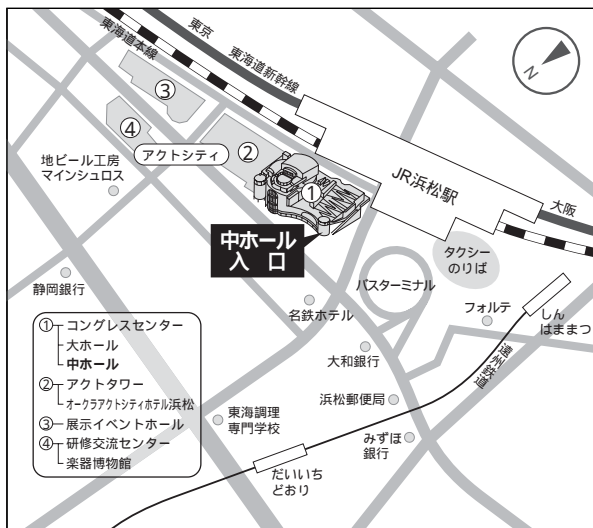 東海道本線
東京
東海道新幹線
N
③
④
②
アクトシティ
①
地ビール工房
マインシュロス
JR浜松駅
大阪
中ホール
入 口
タクシー
のりば
バスターミナル
静岡銀行
名鉄ホテル
フォルテ
しん
はままつ
遠州鉄道
大和銀行
浜松郵便局
みずほ
銀行
東海調理
専門学校
だいいち
どおり
①コングレスセンター
大ホール
中ホール
②アクトタワー
オークラアクトシティホテル浜松
③展示イベントホール
④研修交流センター
楽器博物館